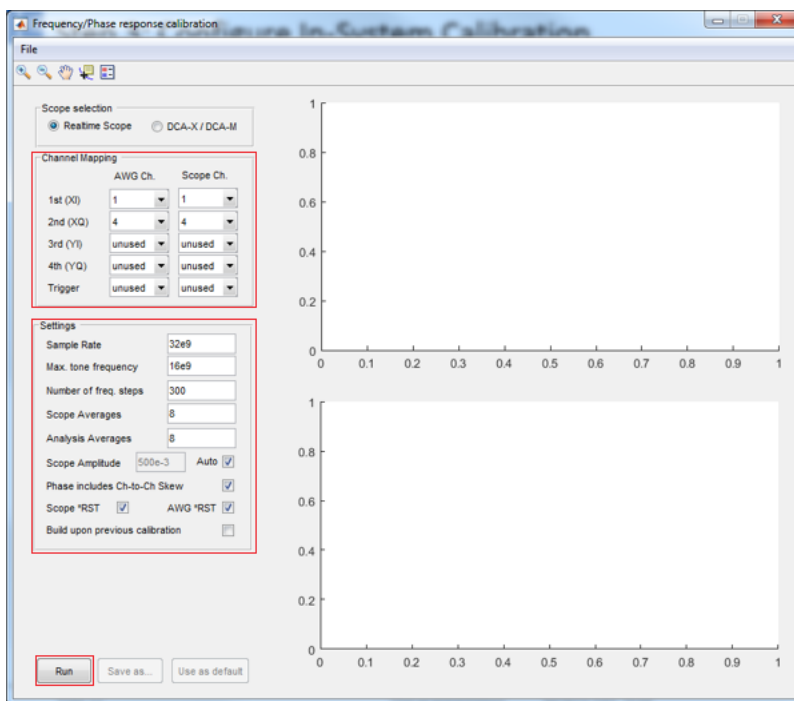 Frequency/Phase response calibration
Step 3: Configure In-System Calibration
File
Scope selection
Realtime Scope DCA-X / DCA-M
Channel Mapping
AWG Ch. Scope Ch.
1st (XI) 1 1
2nd (XQ) 4 4
3rd (YI) unused unused
4th (YQ) unused unused
Trigger unused unused
Settings
Sample Rate 32e9
Max. tone frequency 16e9
Number of freq. steps 300
Scope Averages 8
Analysis Averages 8
Scope Amplitude 500e-3 Auto
Phase includes Ch-to-Ch Skew
Scope *RST AWG *RST
Build upon previous calibration
Run Save as... Use as default
1
0.8
0.6
0.4
0.2
0
0 0.1 0.2 0.3 0.4 0.5 0.6 0.7 0.8 0.9 1
1
0.8
0.6
0.4
0.2
0
0 0.1 0.2 0.3 0.4 0.5 0.6 0.7 0.8 0.9 1